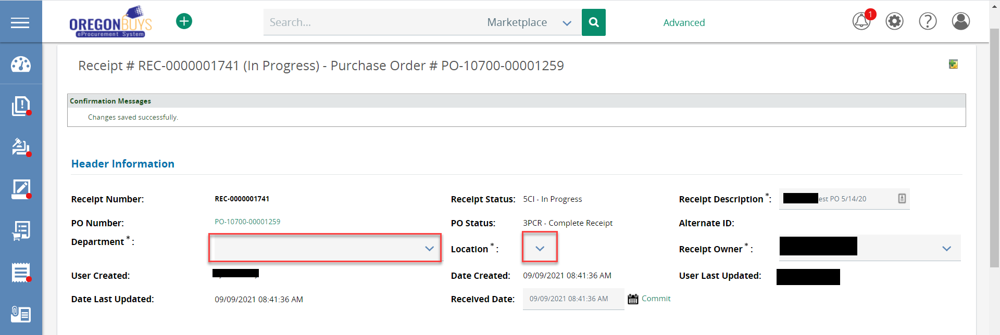 OREGONBUYS
eProcurement System
Search...
Marketplace
Advanced
1
Receipt # REC-0000001741 (In Progress) - Purchase Order # PO-10700-00001259
Confirmation Messages
Changes saved successfully.
Header Information
Receipt Number: REC-0000001741 Receipt Status: 5CI - In Progress Receipt Description *: est PO 5/14/20
PO Number: PO-10700-00001259 PO Status: 3PCR - Complete Receipt Alternate ID:
Department * : Location * : Receipt Owner * :
User Created: Date Created: 09/09/2021 08:41:36 AM User Last Updated:
Date Last Updated: 09/09/2021 08:41:36 AM Received Date: 09/09/2021 08:41:36 AM Commit